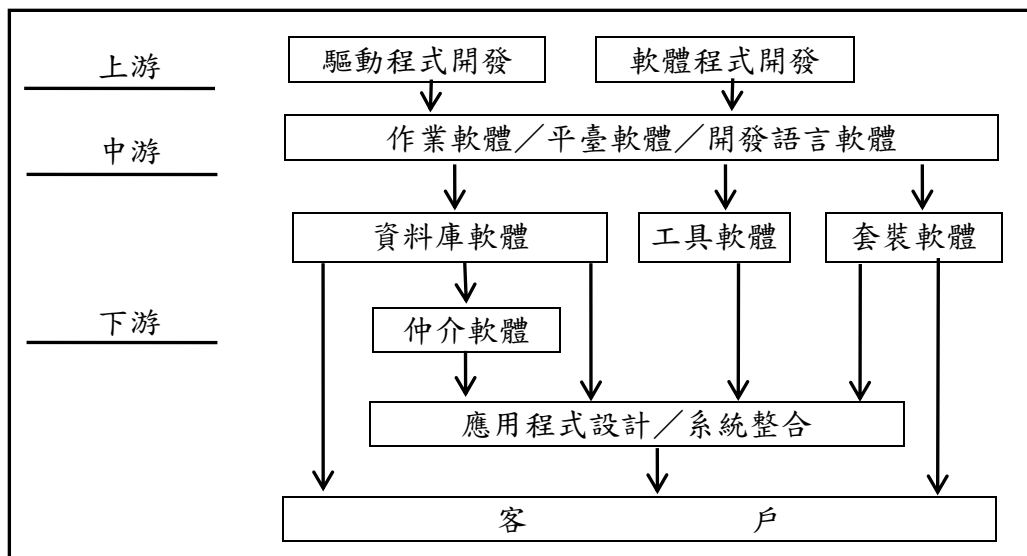 上游
驅動程式開發
軟體程式開發
中游
作業軟體／平臺軟體／開發語言軟體
資料庫軟體
工具軟體
套裝軟體
下游
仲介軟體
應用程式設計／系統整合
客 戶